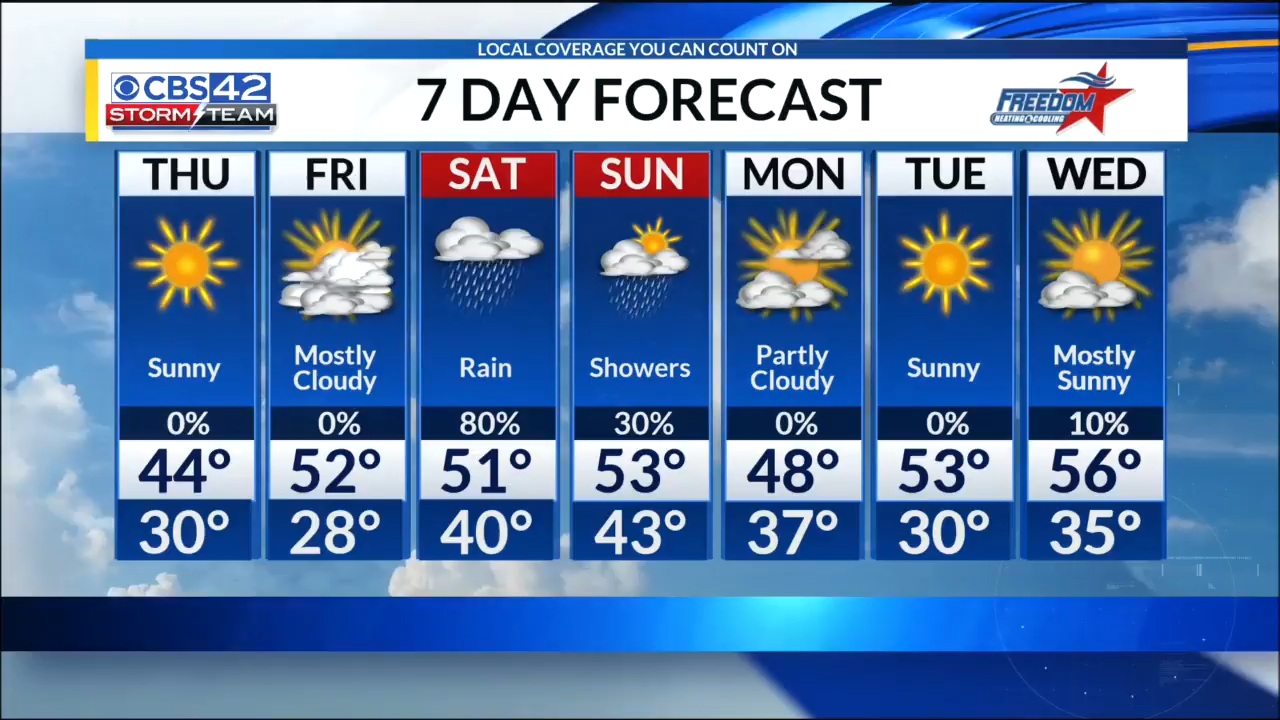 LOCAL COVERAGE YOU CAN COUNT ON
CBS 42
STORM TEAM
7 DAY FORECAST
FREEDOM
HEATING & COOLING
THU FRI SAT SUN MON TUE WED
Sunny Mostly Cloudy Rain Showers Partly Cloudy Sunny Mostly Sunny
0% 0% 80% 30% 0% 0% 10%
44° 52° 51° 53° 48° 53° 56°
30° 28° 40° 43° 37° 30° 35°